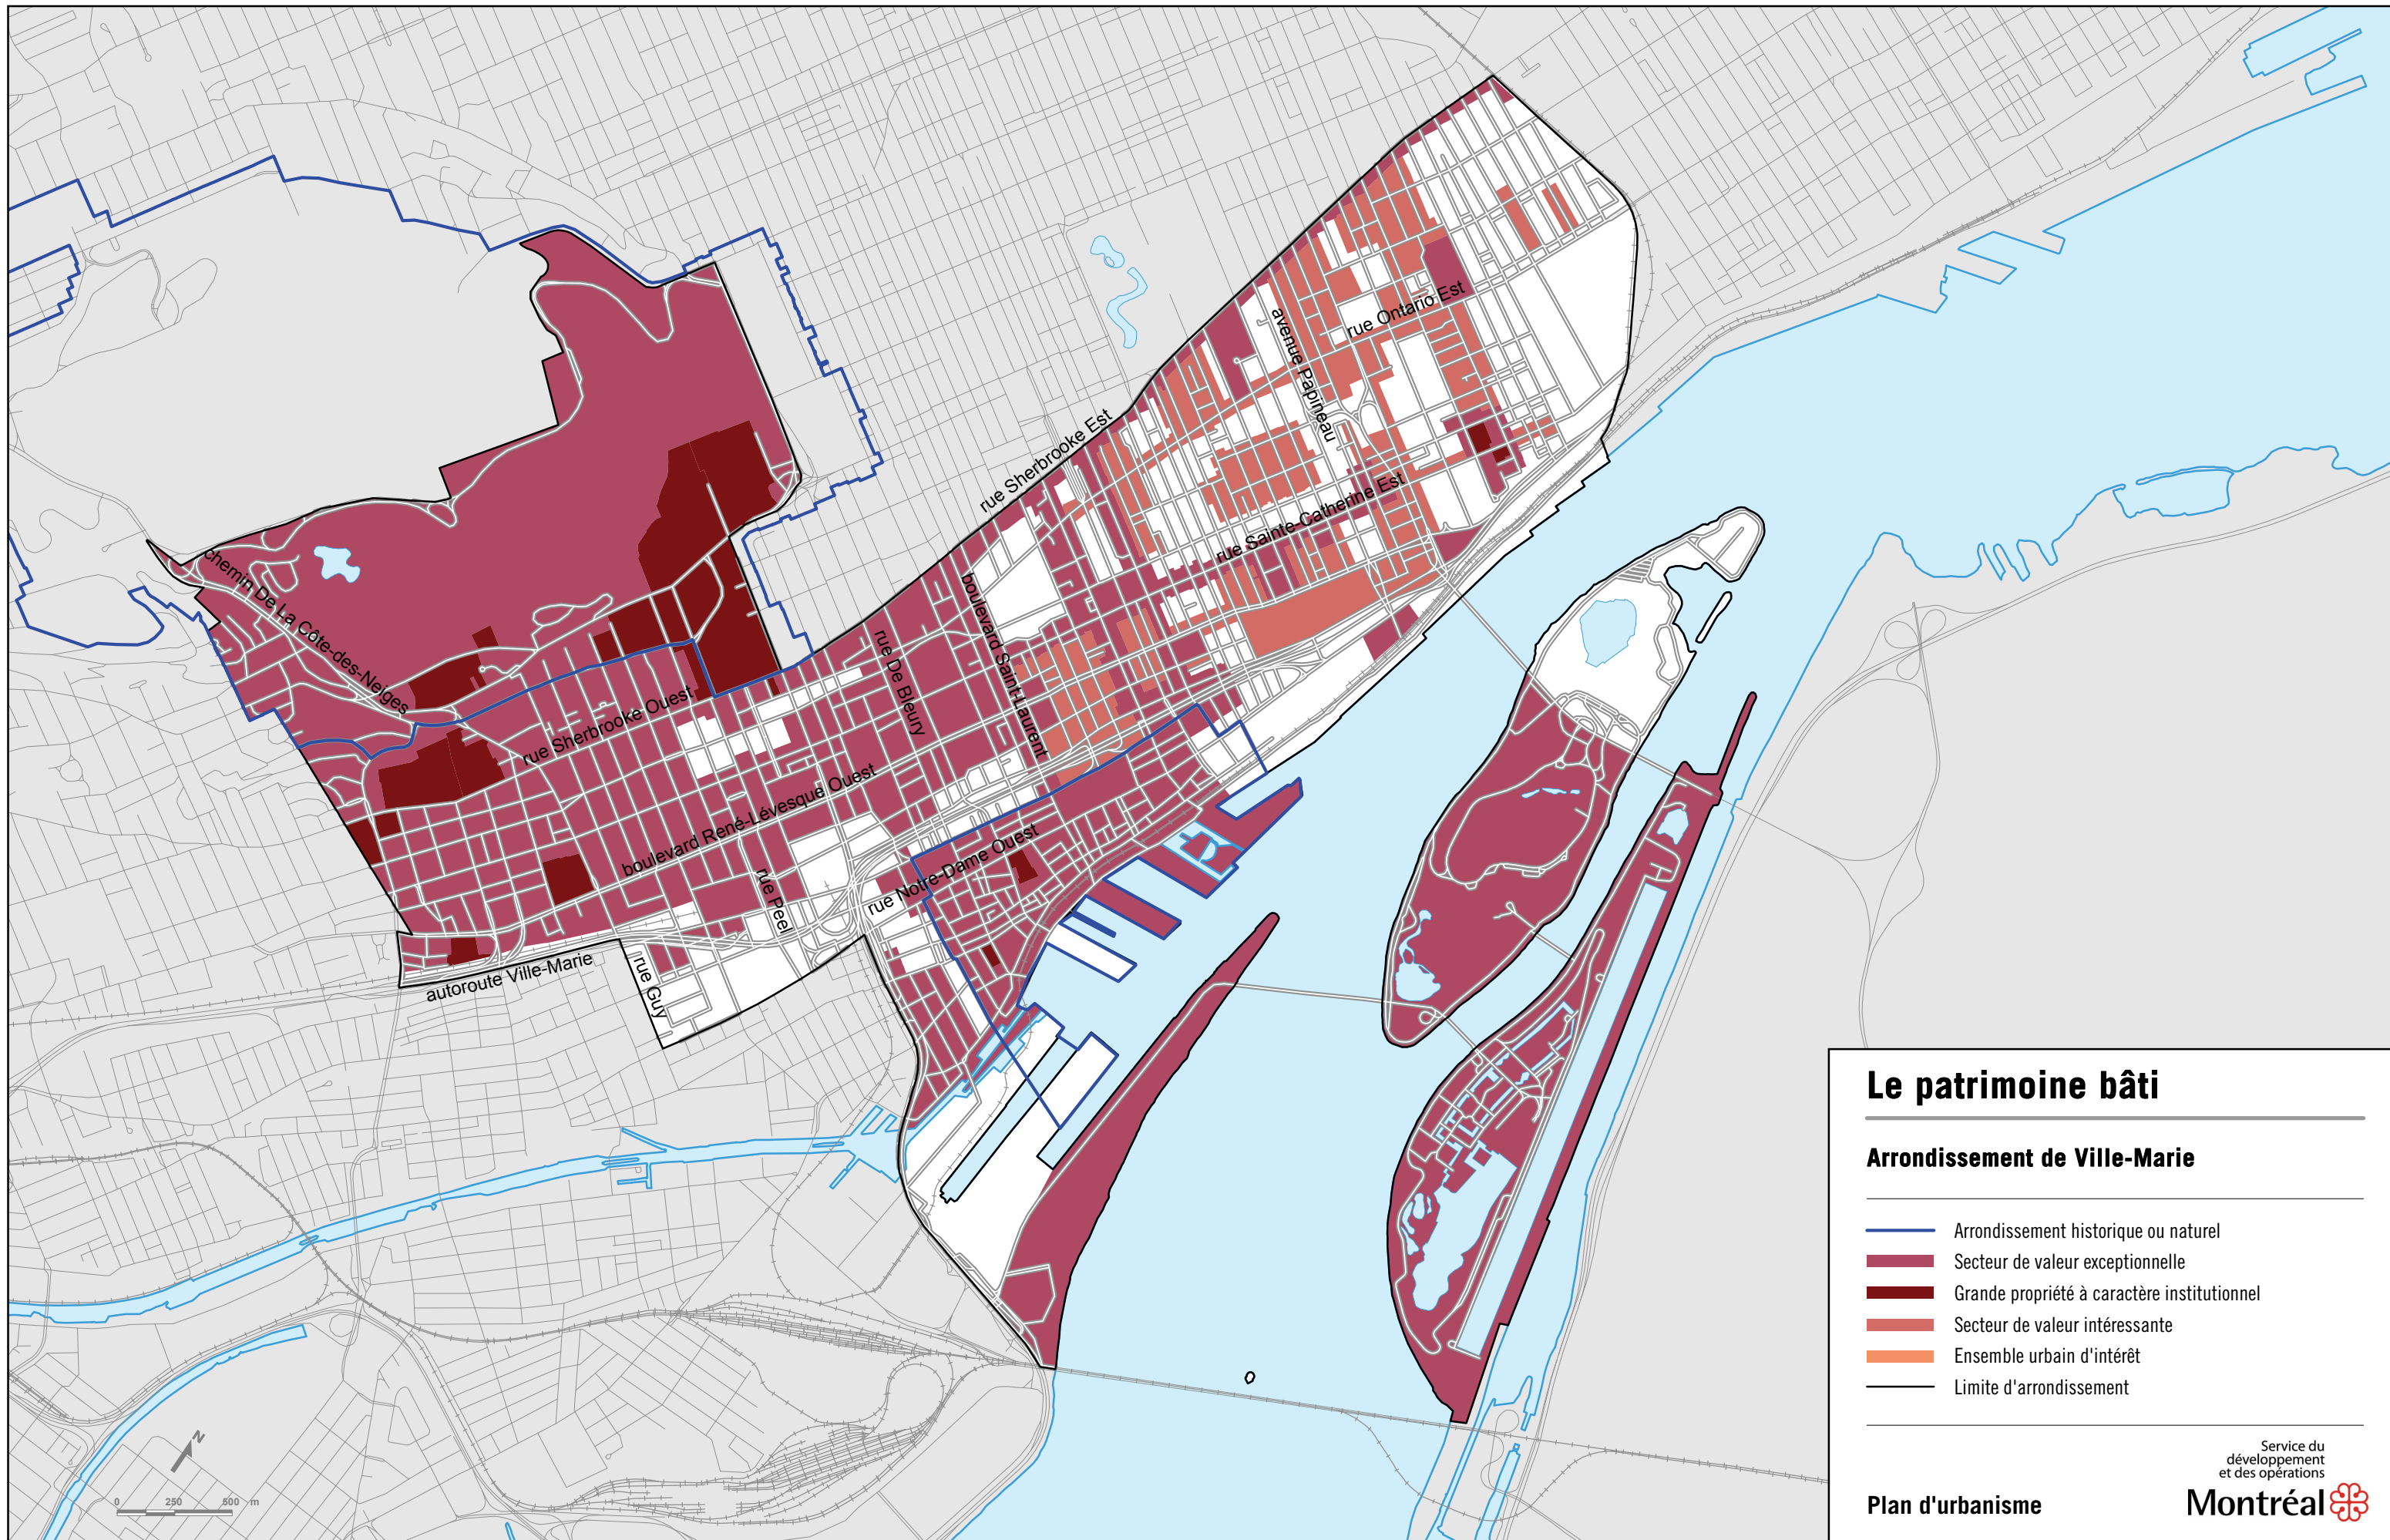 rue Ontario Est
avenue Papineau
rue Sherbrooke Est
rue Sainte-Catherine Est
chemin De La Côte-des-Neiges
boulevard Saint-Laurent
rue De Bleury
rue Sherbrooke Ouest
boulevard René-Lévesque Ouest
rue Notre-Dame Ouest
rue Peel
autoroute Ville-Marie
rue Guy
Le patrimoine bâti
Arrondissement de Ville-Marie
Arrondissement historique ou naturel
Secteur de valeur exceptionnelle
Grande propriété à caractère institutionnel
Secteur de valeur intéressante
Ensemble urbain d'intérêt
Limite d'arrondissement
Service du
développement
et des opérations
Plan d'urbanisme
Montréal
N
0 250 500 m